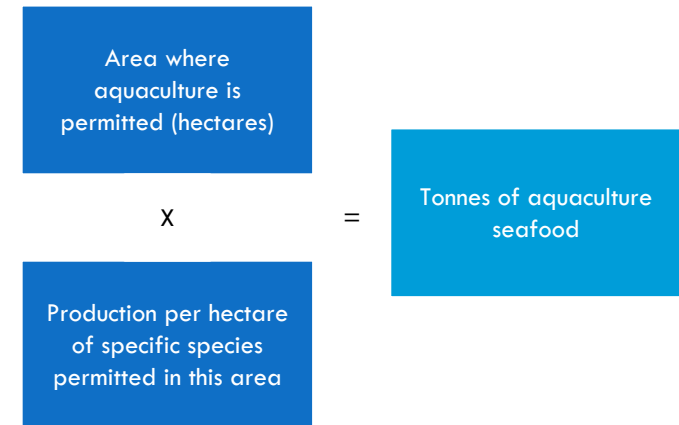 Area where
aquaculture is
permitted (hectares)
X
=
Tonnes of aquaculture
seafood
Production per hectare
of specific species
permitted in this area